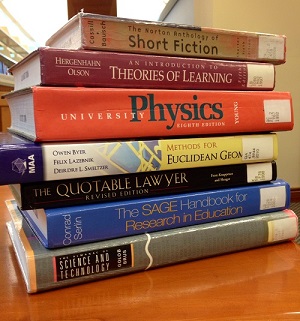 Cassill
Bausch
The Norton Anthology of
Short Fiction
HERGENHAHN
OLSON
AN INTRODUCTION TO
THEORIES OF LEARNING
UNIVERSITY Physics
EIGHTH EDITION
YOUNG
MAA
OWEN BYER
FELIX LAZEBNIK
DEIRDRE L. SMELTZER
METHODS FOR
EUCLIDEAN GEOM
THE QUOTABLE LAWYER
REVISED EDITION
Conrad
Serlin
The SAGE Handbook for
Research in Education
SCIENCE AND
TECHNOLOGY